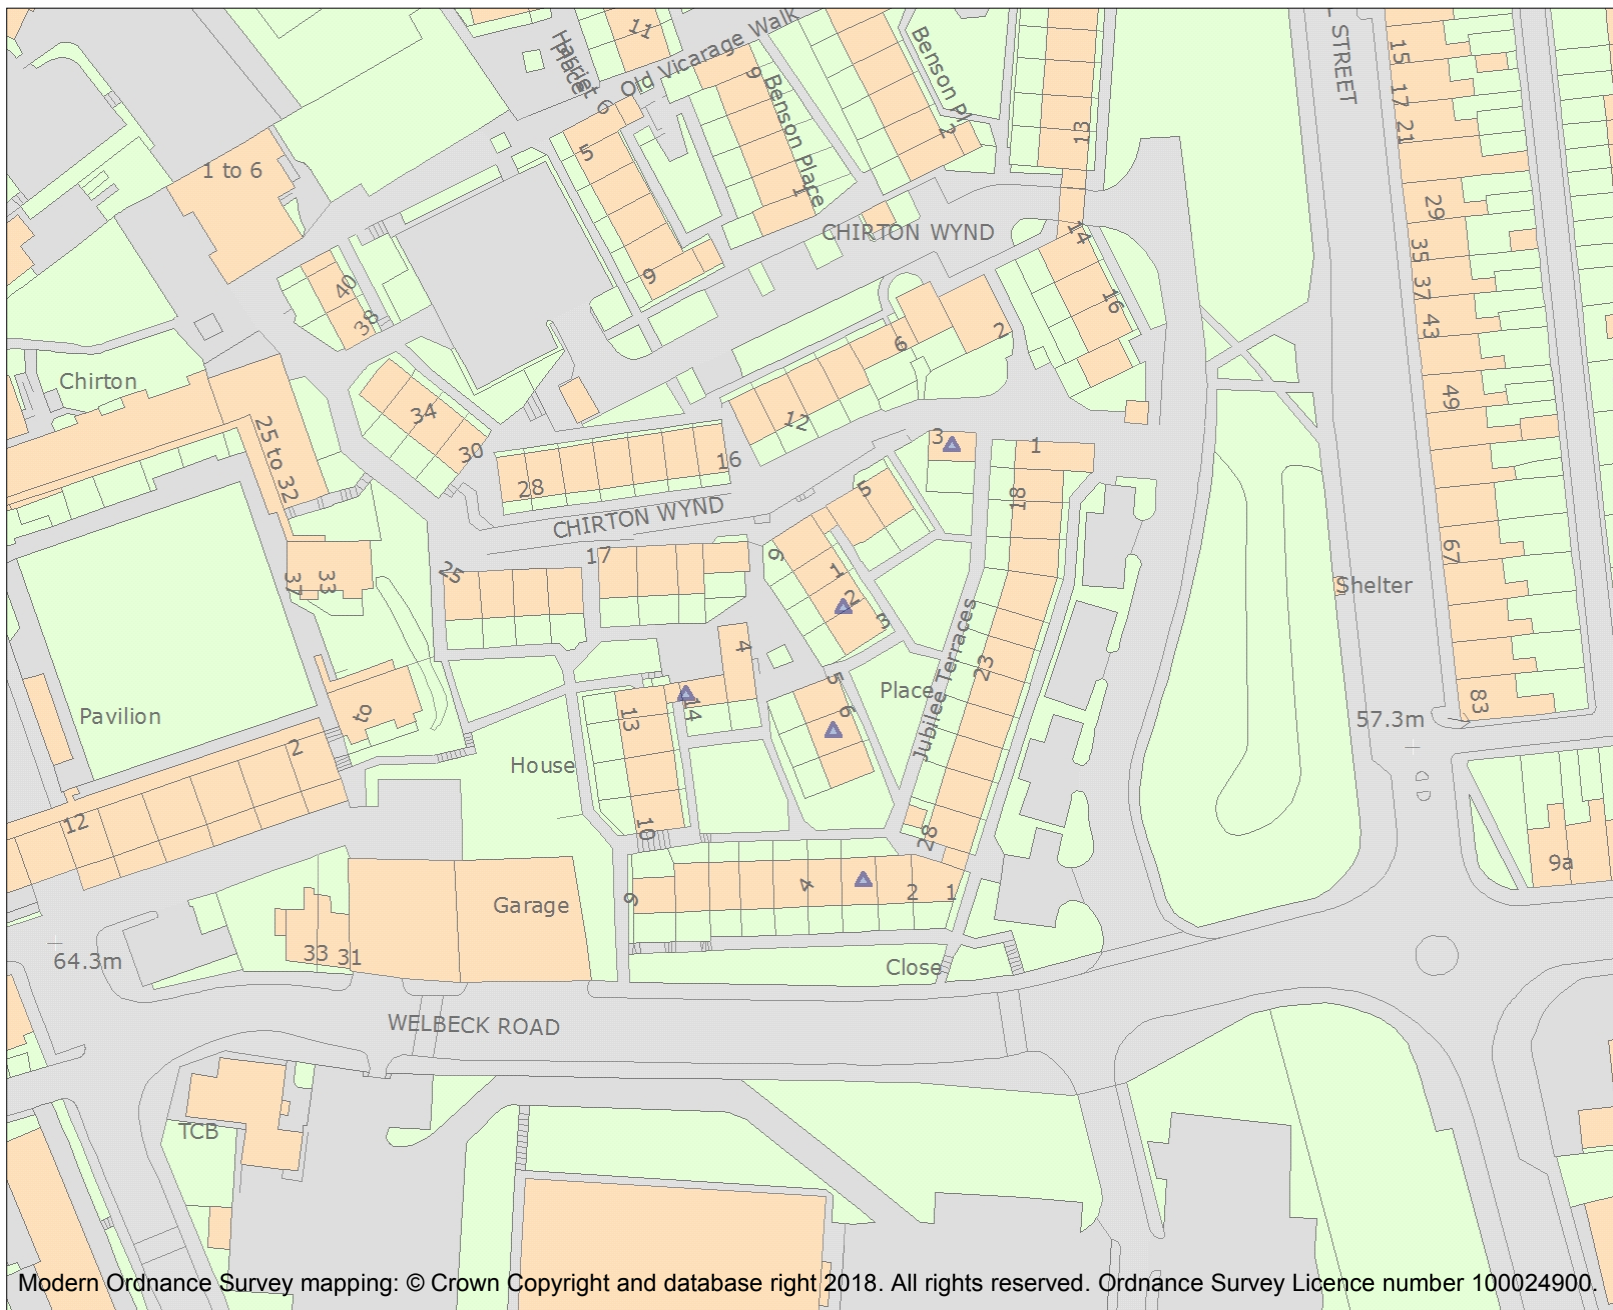 11
Old Vicarage Walk
Harriet
Place
6
9
Benson Place
1
Benson Pl
2
13
STREET
15
17
21
29
35
37
43
49
67
83
1 to 6
5
9
CHIRTON WYND
14
16
40
38
Chirton
34
30
25 to 32
28
16
12
6
2
3
1
18
5
CHIRTON WYND
17
25
9
1
2
3
37
33
Jubilee Terraces
23
28
Shelter
57.3m
4
14
13
10
5
6
Place
Pavilion
to
2
12
House
Garage
33
31
9
4
2
1
Close
64.3m
9a
WELBECK ROAD
TCB
Modern Ordnance Survey mapping: © Crown Copyright and database right 2018. All rights reserved. Ordnance Survey Licence number 100024900.